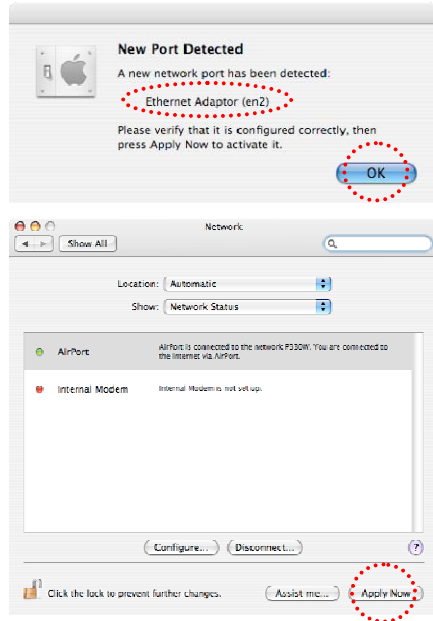 New Port Detected
A new network port has been detected:
Ethernet Adaptor (en2)
Please verify that it is configured correctly, then
press Apply Now to activate it.
OK
Network
Show All
Location: Automatic
Show: Network Status
AirPort
AirPort is connected to the network F330W. You are connected to
the Internet via AirPort.
Internal Modem
Internal Modem is not set up.
Configure... Disconnect... ?
Click the lock to prevent further changes. Assist me... Apply Now